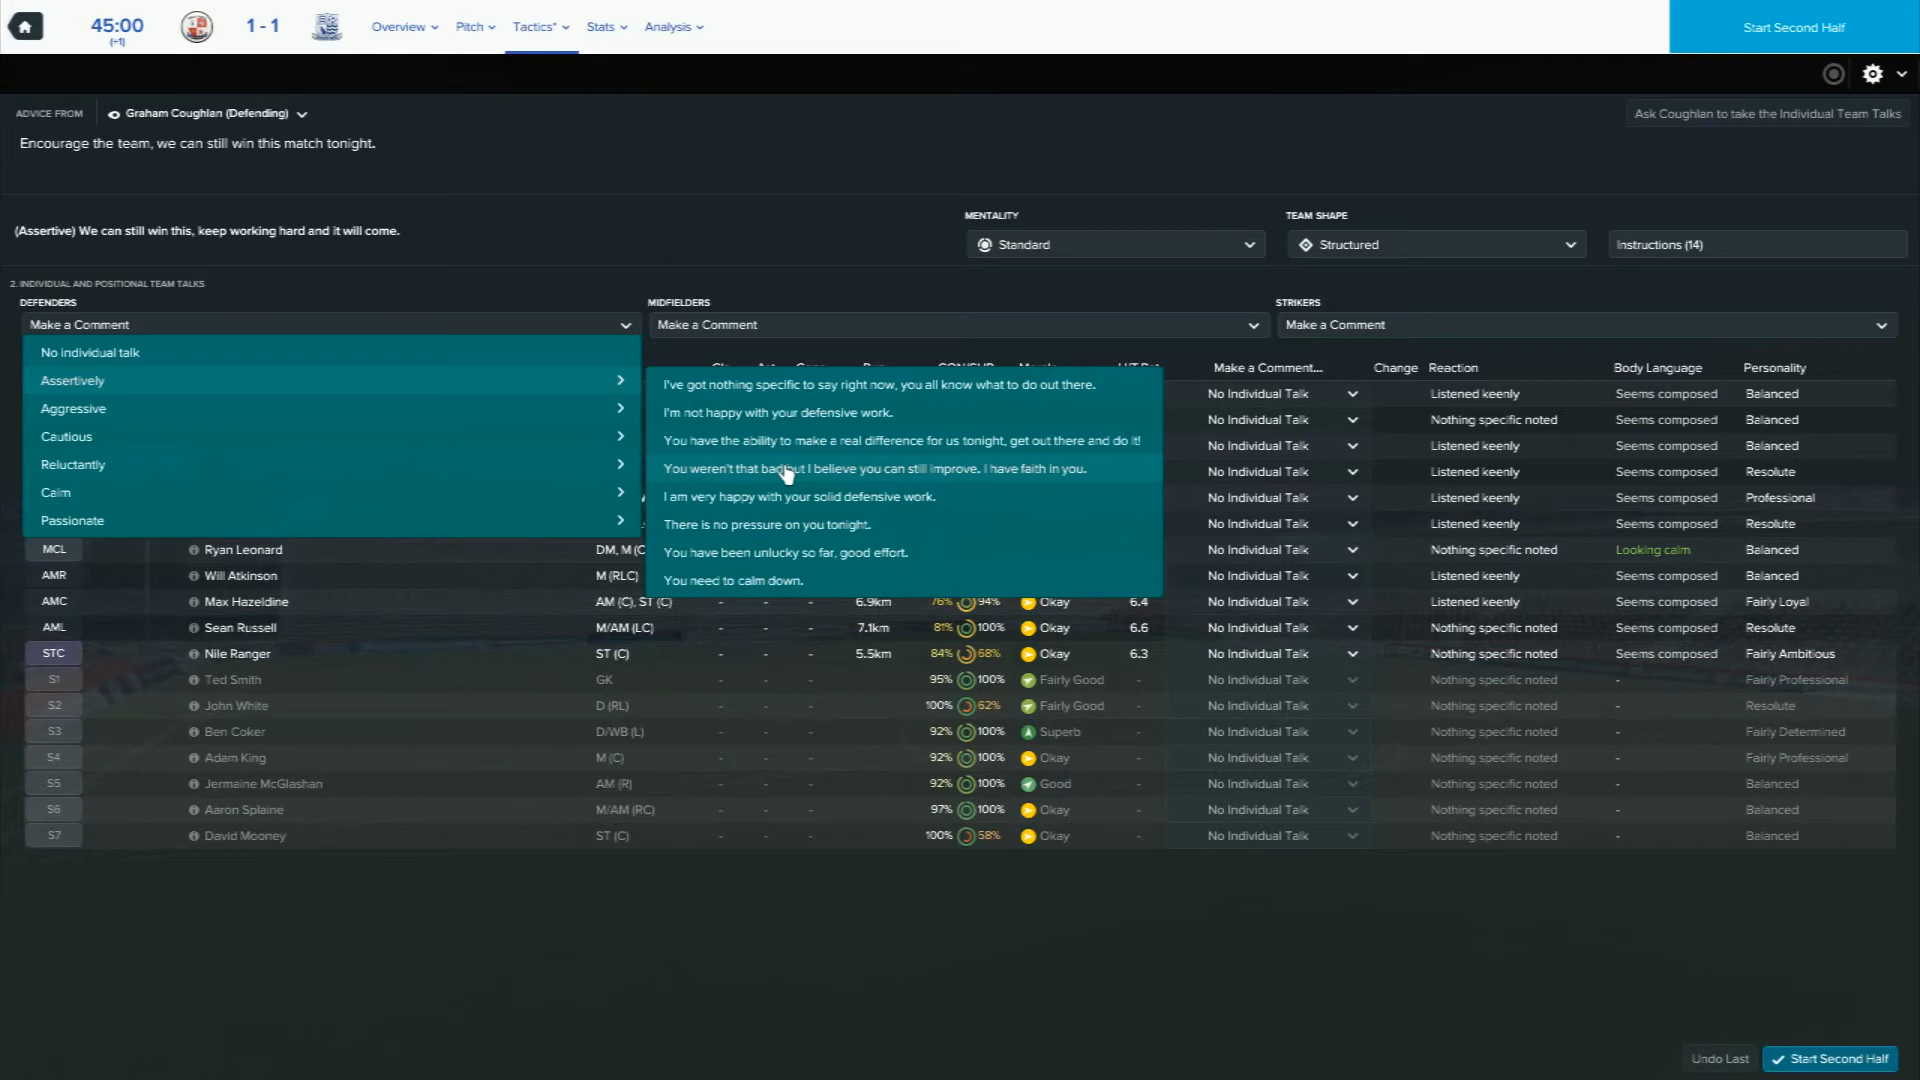 45:00
(+1)
1 - 1
Overview
Pitch
Tactics*
Stats
Analysis
Start Second Half
ADVICE FROM
Graham Coughlan (Defending)
Ask Coughlan to take the Individual Team Talks
Encourage the team, we can still win this match tonight.
MENTALITY
TEAM SHAPE
(Assertive) We can still win this, keep working hard and it will come.
Standard
Structured
Instructions (14)
2. INDIVIDUAL AND POSITIONAL TEAM TALKS
DEFENDERS
MIDFIELDERS
STRIKERS
Make a Comment
Make a Comment
Make a Comment
No individual talk
Assertively
Aggressive
Cautious
Reluctantly
Calm
Passionate
I've got nothing specific to say right now, you all know what to do out there.
I'm not happy with your defensive work.
You have the ability to make a real difference for us tonight, get out there and do it!
You weren't that bad but I believe you can still improve. I have faith in you.
I am very happy with your solid defensive work.
There is no pressure on you tonight.
You have been unlucky so far, good effort.
You need to calm down.
Make a Comment... Change Reaction Body Language Personality
No Individual Talk Listened keenly Seems composed Balanced
No Individual Talk Nothing specific noted Seems composed Balanced
No Individual Talk Listened keenly Seems composed Balanced
No Individual Talk Listened keenly Seems composed Resolute
No Individual Talk Listened keenly Seems composed Professional
No Individual Talk Listened keenly Seems composed Resolute
MCL Ryan Leonard DM, M (C No Individual Talk Nothing specific noted Looking calm Balanced
AMR Will Atkinson M (RLC) No Individual Talk Listened keenly Seems composed Balanced
AMC Max Hazeldine AM (C), ST (C) - - - 6.9km 76% 94% Okay 6.4 No Individual Talk Listened keenly Seems composed Fairly Loyal
AML Sean Russell M/AM (LC) - - - 7.1km 81% 100% Okay 6.6 No Individual Talk Nothing specific noted Seems composed Resolute
STC Nile Ranger ST (C) - - - 5.5km 84% 68% Okay 6.3 No Individual Talk Nothing specific noted Seems composed Fairly Ambitious
S1 Ted Smith GK - - - 95% 100% Fairly Good - No Individual Talk Nothing specific noted - Fairly Professional
S2 John White D (RL) - - - 100% 62% Fairly Good - No Individual Talk Nothing specific noted - Resolute
S3 Ben Coker D/WB (L) - - - 92% 100% Superb - No Individual Talk Nothing specific noted - Fairly Determined
S4 Adam King M (C) - - - 92% 100% Okay - No Individual Talk Nothing specific noted - Fairly Professional
S5 Jermaine McGlashan AM (R) - - - 92% 100% Good - No Individual Talk Nothing specific noted - Balanced
S6 Aaron Splaine M/AM (RC) - - - 97% 100% Okay - No Individual Talk Nothing specific noted - Balanced
S7 David Mooney ST (C) - - - 100% 58% Okay - No Individual Talk Nothing specific noted - Balanced
Undo Last
Start Second Half